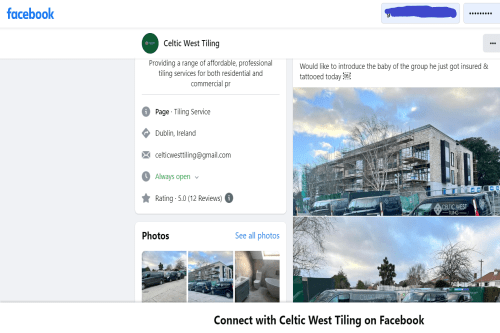 facebook
Celtic West Tiling
Providing a range of affordable, professional
tiling services for both residential and
commercial pr
Page · Tiling Service
Dublin, Ireland
celticwesttiling@gmail.com
Always open
Rating · 5.0 (12 Reviews)
Photos
See all photos
Would like to introduce the baby of the group he just got insured &
tattooed today
CELTIC WEST
TILING
Connect with Celtic West Tiling on Facebook